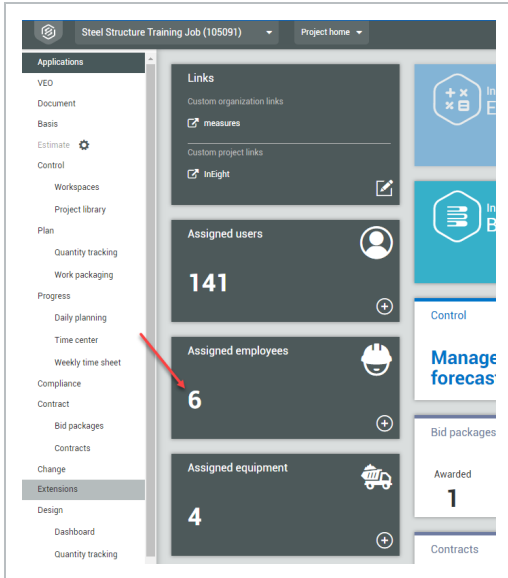 Steel Structure Training Job (105091)
Project home
Applications
VEO
Document
Basis
Estimate
Control
Workspaces
Project library
Plan
Quantity tracking
Work packaging
Progress
Daily planning
Time center
Weekly time sheet
Compliance
Contract
Bid packages
Contracts
Change
Extensions
Design
Dashboard
Quantity tracking
Links
Custom organization links
measures
Custom project links
InEight
Assigned users
141
Assigned employees
6
Assigned equipment
4
In
E
In
B
Control
Manage
forecas
Bid packages
Awarded
1
Contracts